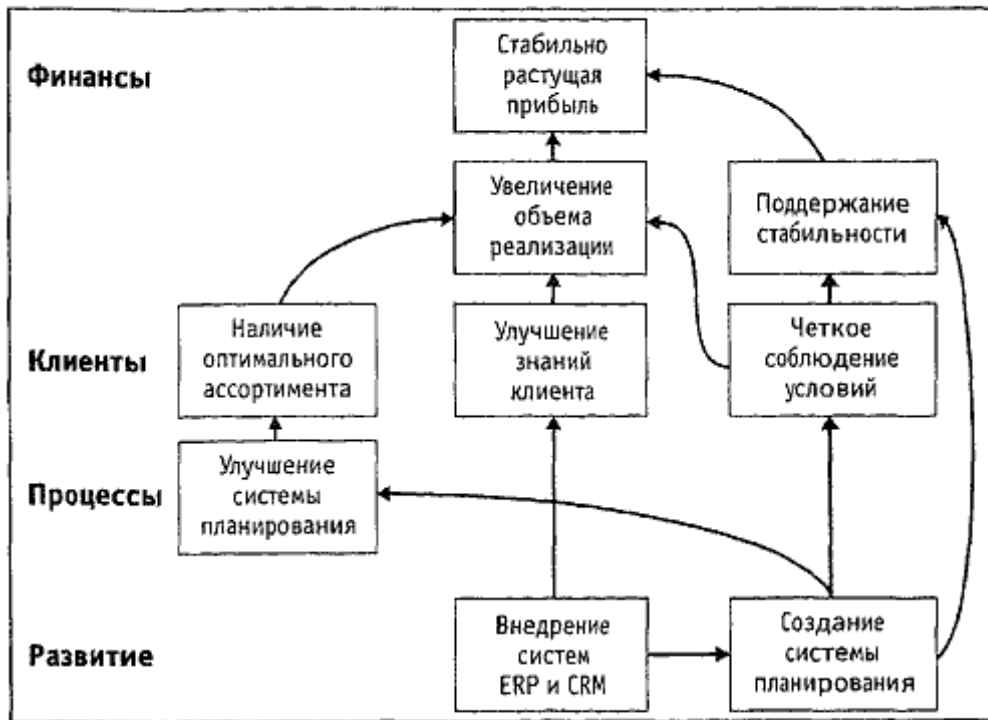 Финансы
Стабильно
растущая
прибыль
Увеличение
объема
реализации
Поддержание
стабильности
Клиенты
Наличие
оптимального
ассортимента
Улучшение
знаний
клиента
Четкое
соблюдение
условий
Процессы
Улучшение
системы
планирования
Развитие
Внедрение
систем
ERP и CRM
Создание
системы
планирования